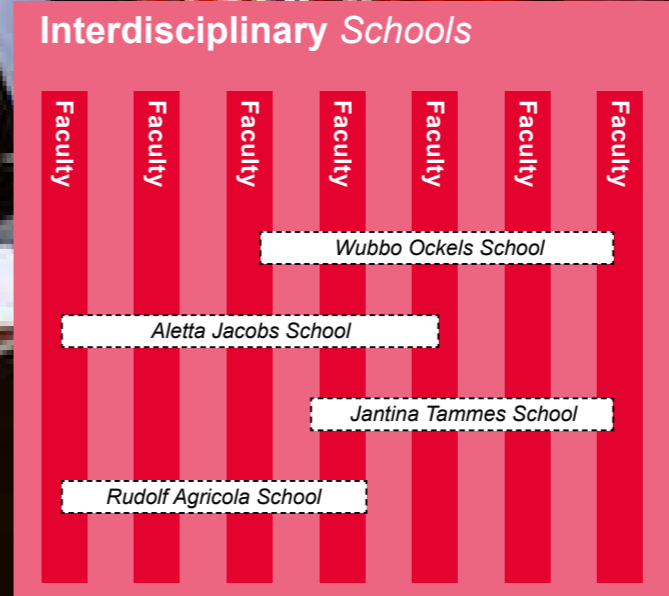 Interdisciplinary Schools
Faculty
Faculty
Faculty
Faculty
Faculty
Faculty
Faculty
Wubbo Ockels School
Aletta Jacobs School
Jantina Tammes School
Rudolf Agricola School